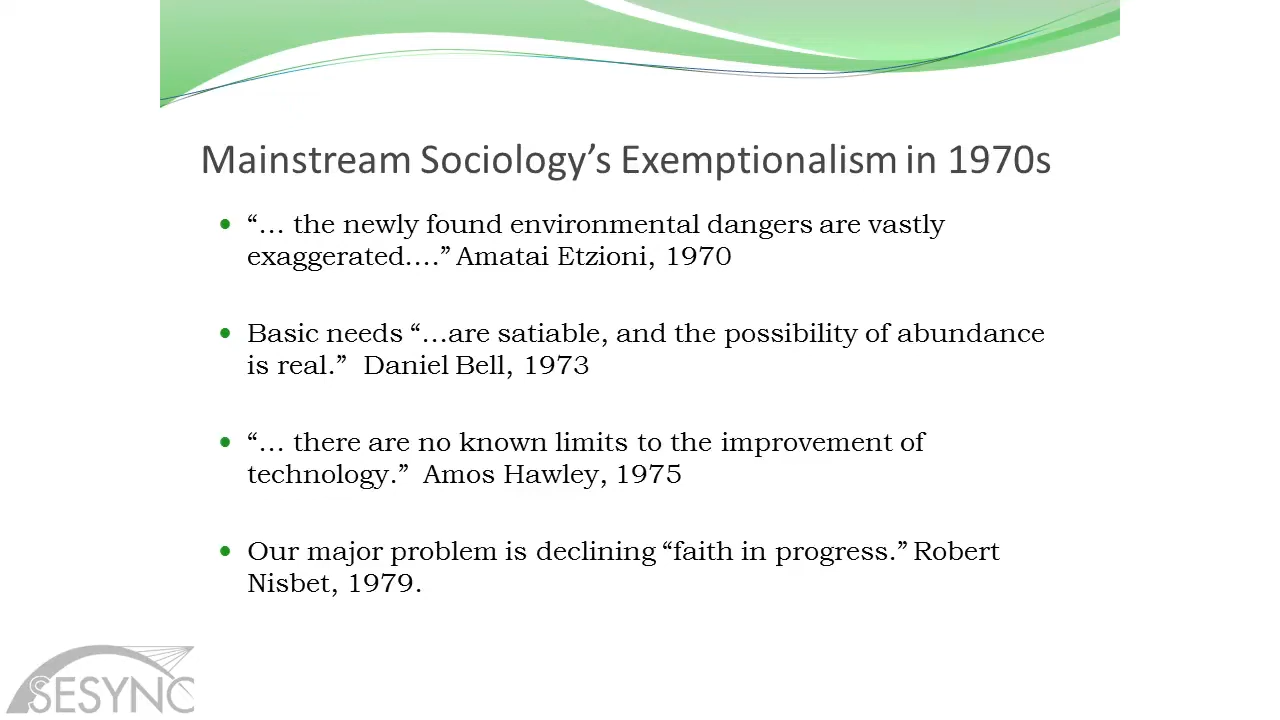 Mainstream Sociology’s Exemptionalism in 1970s
• “… the newly found environmental dangers are vastly
exaggerated….” Amatai Etzioni, 1970
• Basic needs “…are satiable, and the possibility of abundance
is real.”  Daniel Bell, 1973
• “… there are no known limits to the improvement of
technology.”  Amos Hawley, 1975
• Our major problem is declining “faith in progress.” Robert
Nisbet, 1979.
SESYNC